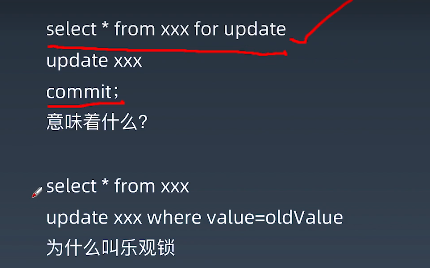 select * from xxx for update
update xxx
commit;
意味着什么?
select * from xxx
update xxx where value=oldValue
为什么叫乐观锁